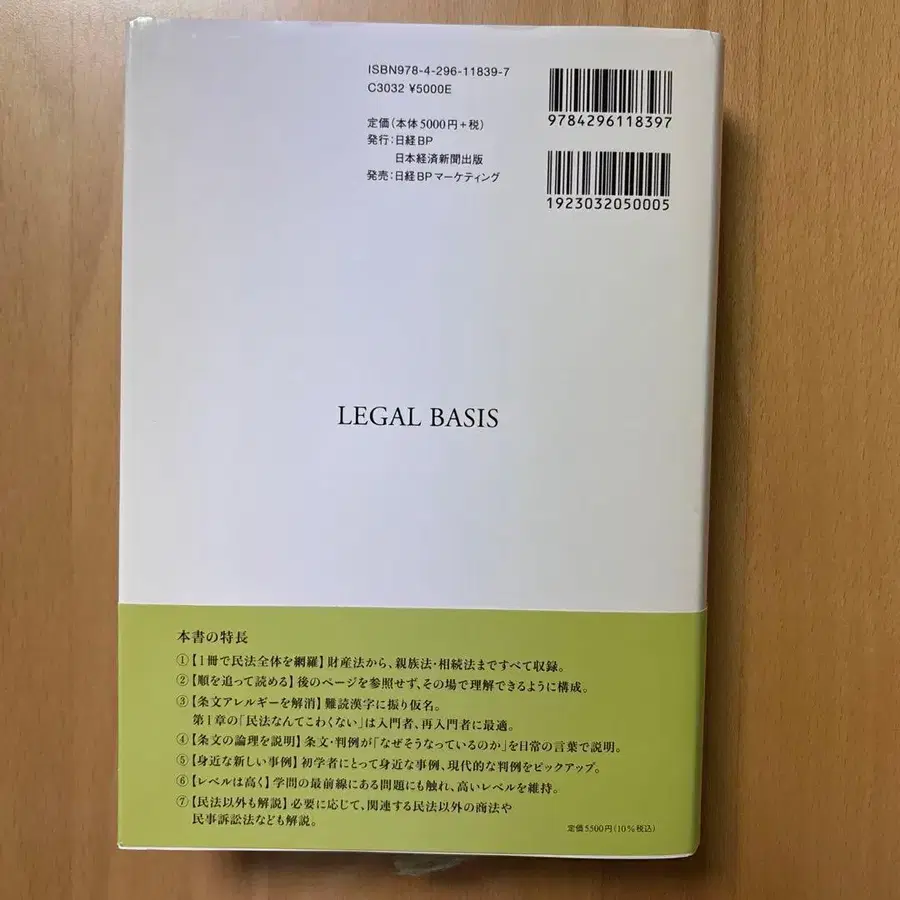 ISBN978-4-296-11839-7
C3032 ¥5000E
定価(本体5000円+税)
発行:日経BP
日本経済新聞出版
発売:日経BPマーケティング
9784296118397
1923032050005
LEGAL BASIS
本書の特長
①【1冊で民法全体を網羅】財産法から、親族法・相続法まですべて収録。
②【順を追って読める】後のページを参照せず、その場で理解できるように構成。
③【条文アレルギーを解消】難読漢字に振り仮名。
第1章の「民法なんてこわくない」は入門者、再入門者に最適。
④【条文の論理を説明】条文・判例が「なぜそうなっているのか」を日常の言葉で説明。
⑤【身近な新しい事例】初学者にとって身近な事例、現代的な判例をピックアップ。
⑥【レベルは高く】学問の最前線にある問題にも触れ、高いレベルを維持。
⑦【民法以外も解説】必要に応じて、関連する民法以外の商法や
民事訴訟法なども解説。
定価5500円(10%税込)